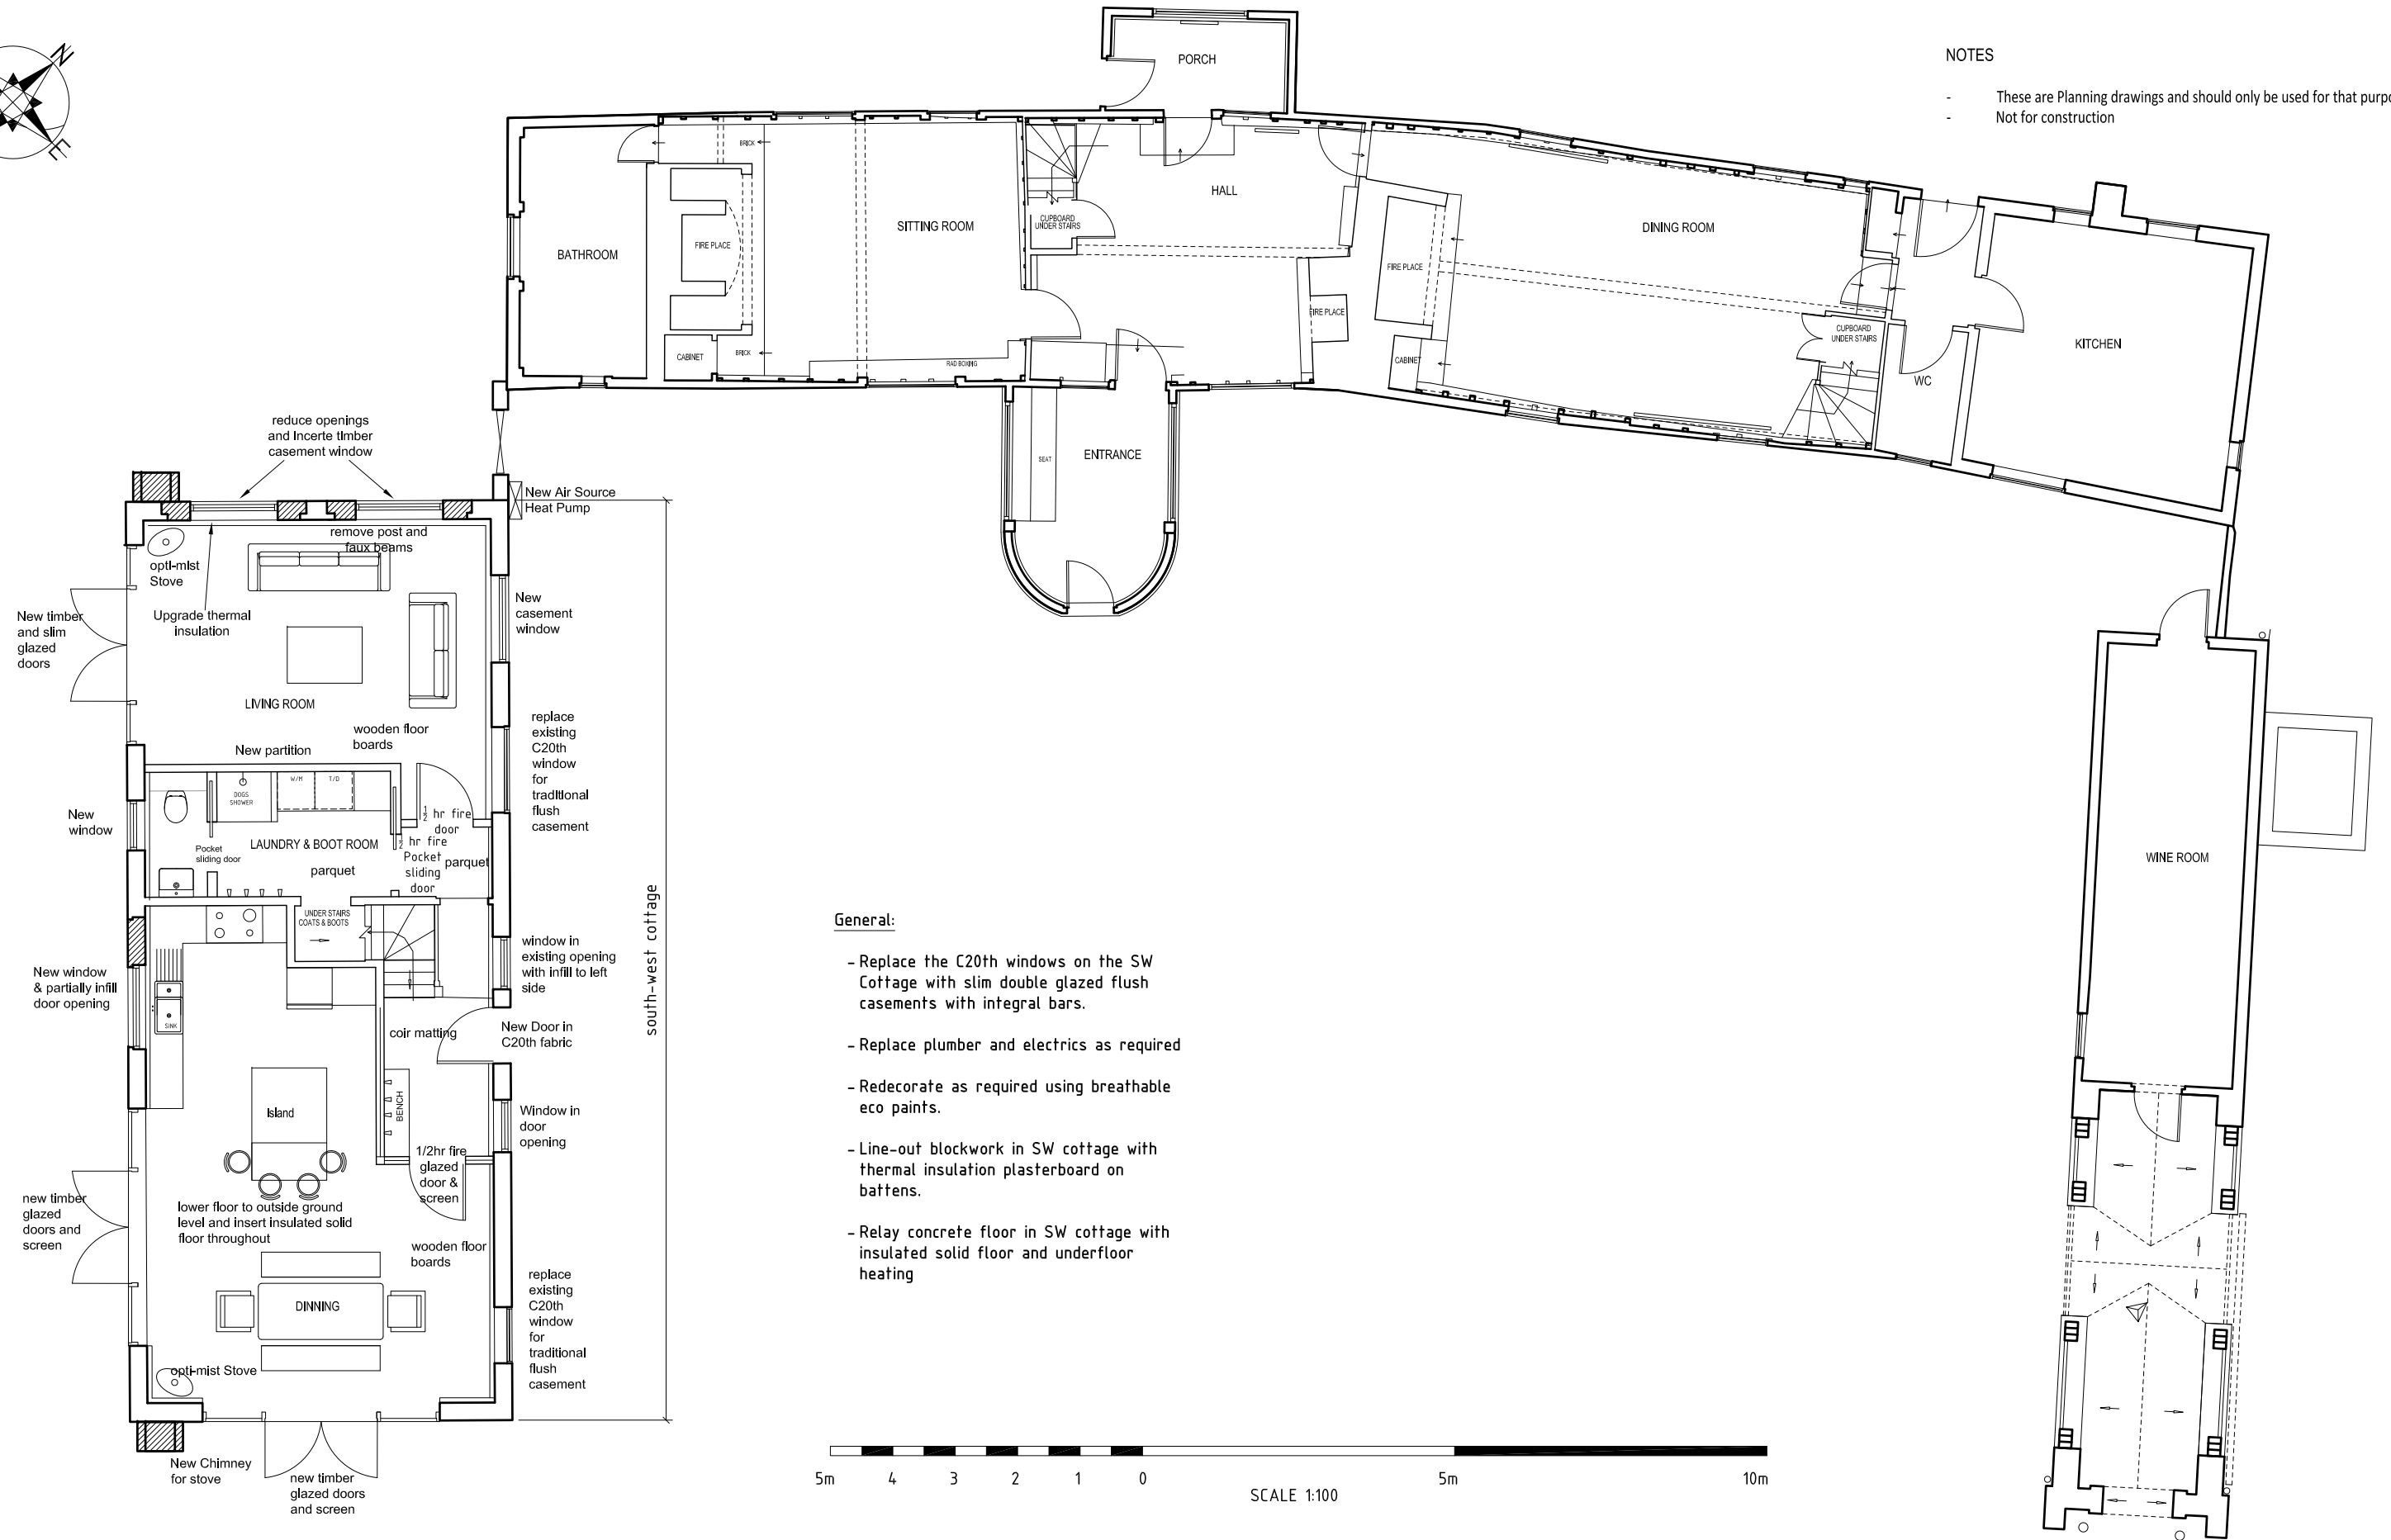 N
E
NOTES
- These are Planning drawings and should only be used for that purpo
- Not for construction
PORCH
BRICK
HALL
CUPBOARD
UNDER STAIRS
SITTING ROOM
BATHROOM
FIRE PLACE
DINING ROOM
FIRE PLACE
FIRE PLACE
CABINET
BRICK
RAD BOXING
CABINET
CUPBOARD
UNDER STAIRS
KITCHEN
WC
SEAT
ENTRANCE
WINE ROOM
reduce openings
and Incerte timber
casement window
New Air Source
Heat Pump
remove post and
faux beams
opti-mist
Stove
Upgrade thermal
insulation
New timber
and slim
glazed
doors
New
casement
window
LIVING ROOM
wooden floor
boards
New partition
replace
existing
C20th
window
for
traditional
flush
casement
W/M
T/D
DOGS
SHOWER
New
window
1/2 hr fire
door
LAUNDRY & BOOT ROOM
Pocket
sliding door
parquet
1/2 hr fire
Pocket
sliding
door
parquet
UNDER STAIRS
COATS & BOOTS
south-west cottage
New window
& partially infill
door opening
SINK
window in
existing opening
with infill to left
side
coir matting
New Door in
C20th fabric
Island
BENCH
Window in
door
opening
1/2hr fire
glazed
door &
screen
new timber
glazed
doors and
screen
lower floor to outside ground
level and insert insulated solid
floor throughout
wooden floor
boards
DINNING
replace
existing
C20th
window
for
traditional
flush
casement
opti-mist Stove
New Chimney
for stove
new timber
glazed doors
and screen
General:
- Replace the C20th windows on the SW
Cottage with slim double glazed flush
casements with integral bars.
- Replace plumber and electrics as required
- Redecorate as required using breathable
eco paints.
- Line-out blockwork in SW cottage with
thermal insulation plasterboard on
battens.
- Relay concrete floor in SW cottage with
insulated solid floor and underfloor
heating
5m 4 3 2 1 0 5m 10m
SCALE 1:100